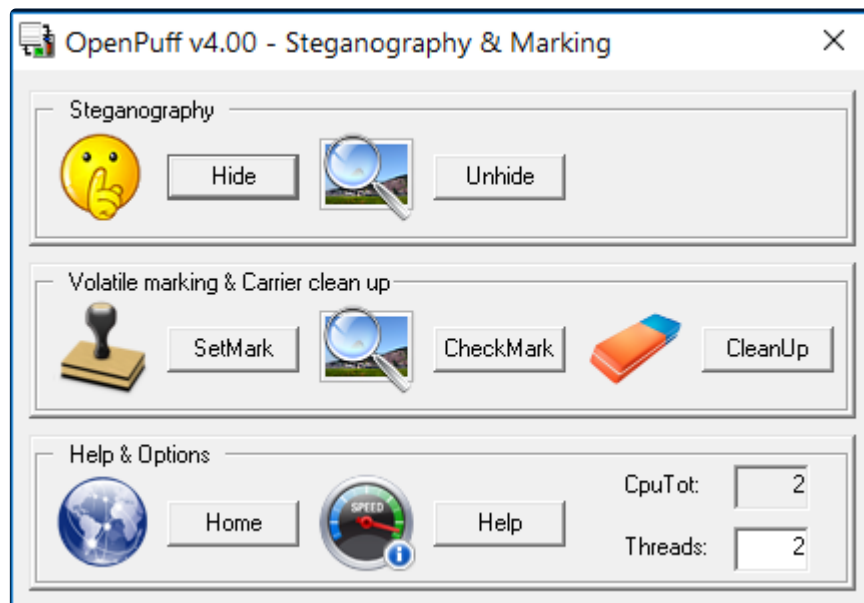 OpenPuff v4.00 - Steganography & Marking
Steganography
Hide
Unhide
Volatile marking & Carrier clean up
SetMark
CheckMark
CleanUp
Help & Options
Home
SPEED
Help
CpuTot: 2
Threads: 2